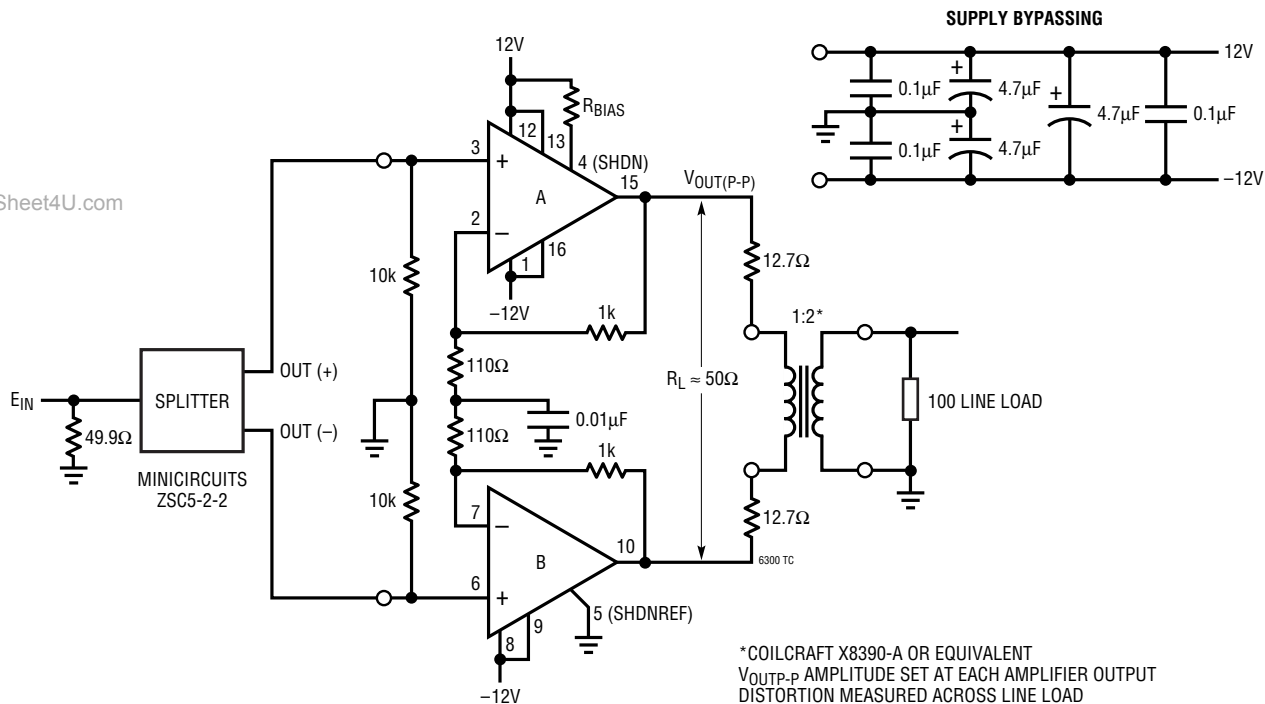 SUPPLY BYPASSING
12V
0.1µF
+
4.7µF
+
4.7µF
0.1µF
0.1µF
+
4.7µF
–12V
12V
RBIAS
12
13
4 (SHDN)
3
+
A
15
VOUT(P-P)
2
–
1
16
–12V
Sheet4U.com
10k
1k
12.7Ω
1:2*
110Ω
OUT (+)
EIN
SPLITTER
RL ≈ 50Ω
100 LINE LOAD
0.01µF
49.9Ω
OUT (–)
110Ω
MINICIRCUITS
ZSC5-2-2
10k
1k
12.7Ω
7
–
B
10
6300 TC
6
+
5 (SHDNREF)
8
9
–12V
*COILCRAFT X8390-A OR EQUIVALENT
VOUTP-P AMPLITUDE SET AT EACH AMPLIFIER OUTPUT
DISTORTION MEASURED ACROSS LINE LOAD